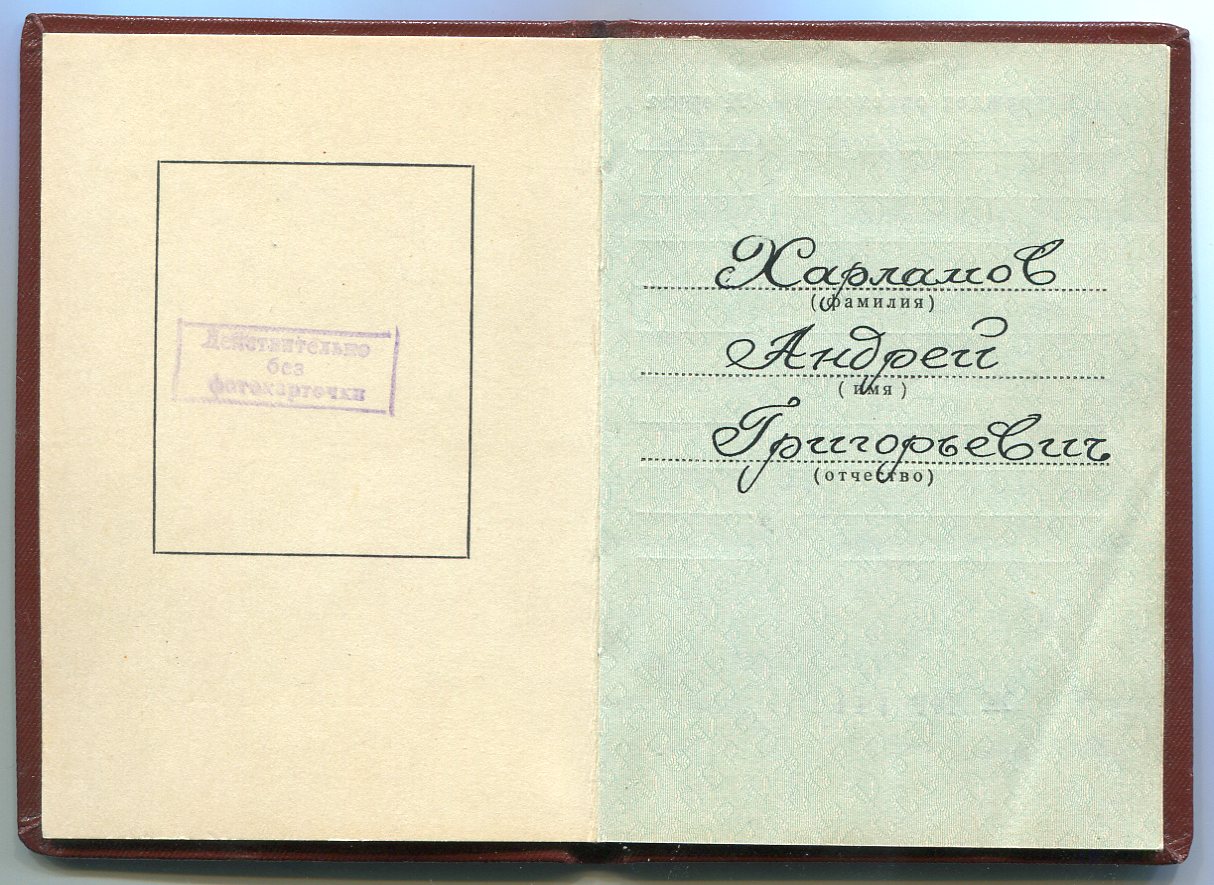 Действительно
без
фотокарточки
Харламов
(фамилия)
Андрей
(имя)
Григорьевич
(отчество)